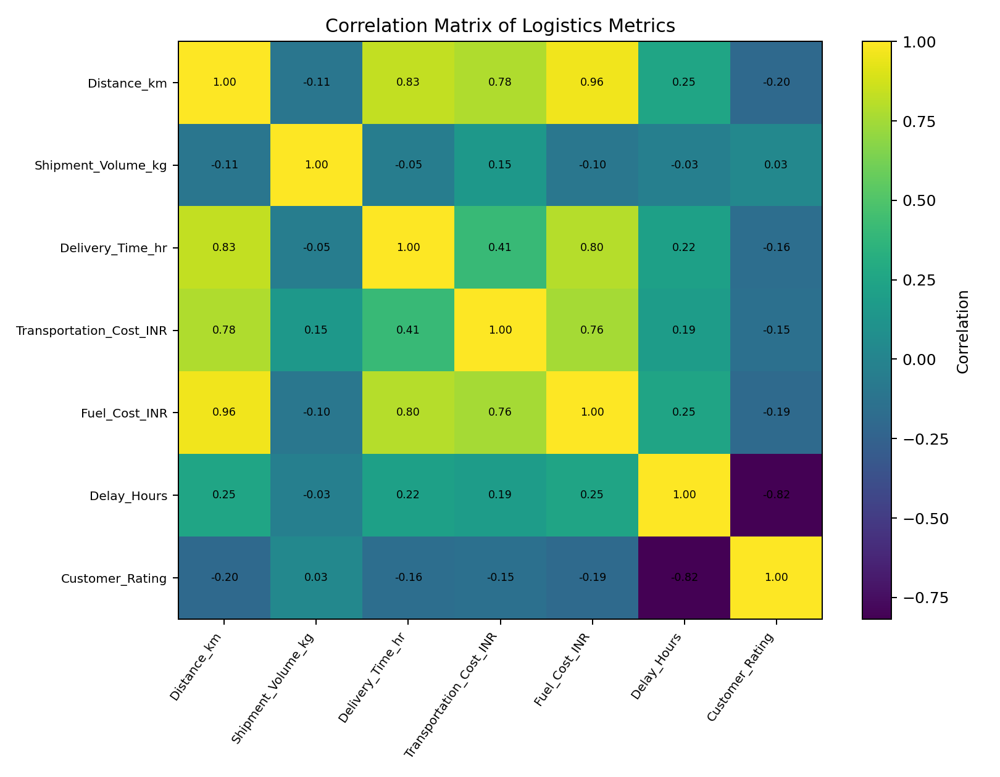 Correlation Matrix of Logistics Metrics
Distance_km 1.00 -0.11 0.83 0.78 0.96 0.25 -0.20
Shipment_Volume_kg -0.11 1.00 -0.05 0.15 -0.10 -0.03 0.03
Delivery_Time_hr 0.83 -0.05 1.00 0.41 0.80 0.22 -0.16
Transportation_Cost_INR 0.78 0.15 0.41 1.00 0.76 0.19 -0.15
Fuel_Cost_INR 0.96 -0.10 0.80 0.76 1.00 0.25 -0.19
Delay_Hours 0.25 -0.03 0.22 0.19 0.25 1.00 -0.82
Customer_Rating -0.20 0.03 -0.16 -0.15 -0.19 -0.82 1.00
Distance_km
Shipment_Volume_kg
Delivery_Time_hr
Transportation_Cost_INR
Fuel_Cost_INR
Delay_Hours
Customer_Rating
1.00
0.75
0.50
0.25
0.00
−0.25
−0.50
−0.75
Correlation